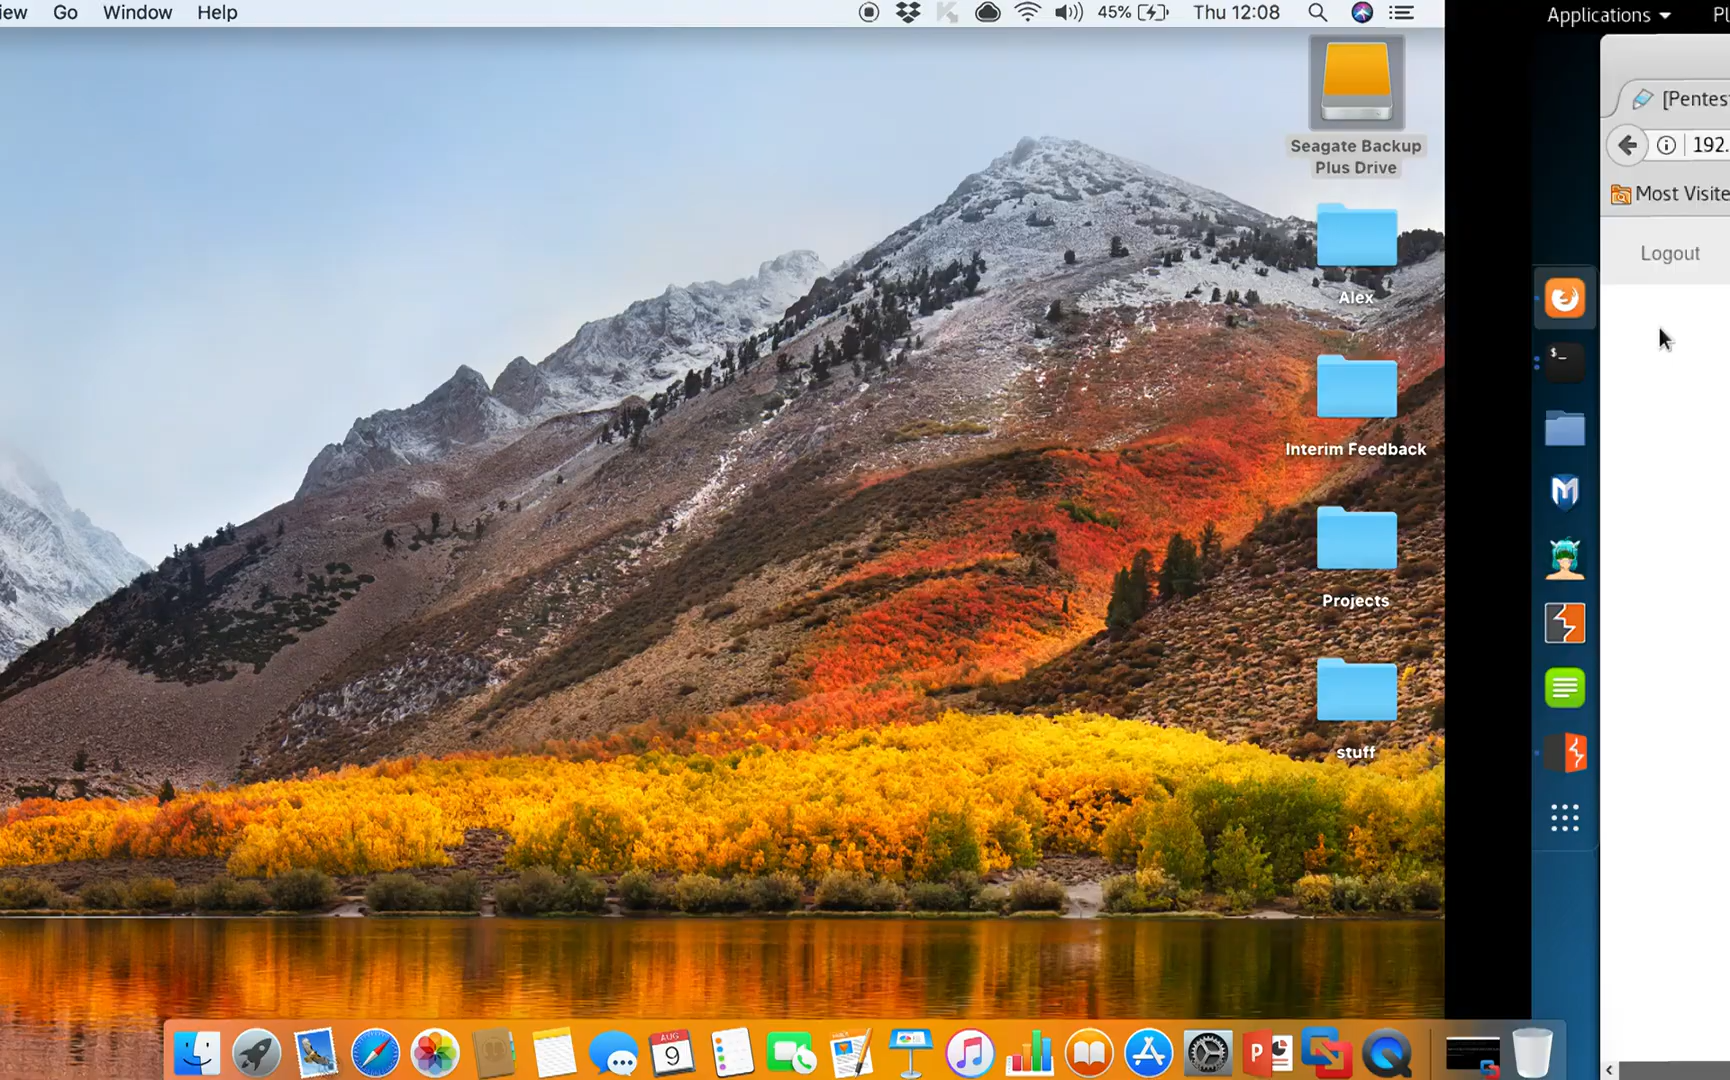 iew Go Window Help 45% Thu 12:08
Applications Pl
Seagate Backup
Plus Drive
Alex
Interim Feedback
Projects
stuff
[Pentes
192.
Most Visite
Logout
$_
AUG
9